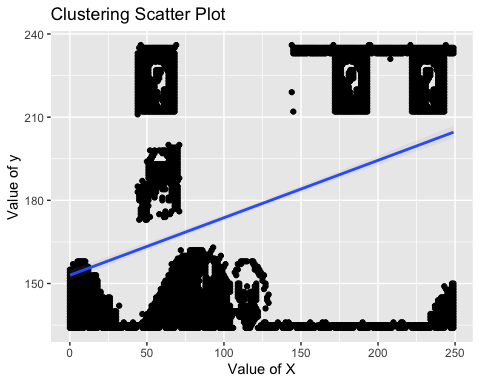 Clustering Scatter Plot
240
210
180
150
Value of y
0 50 100 150 200 250
Value of X